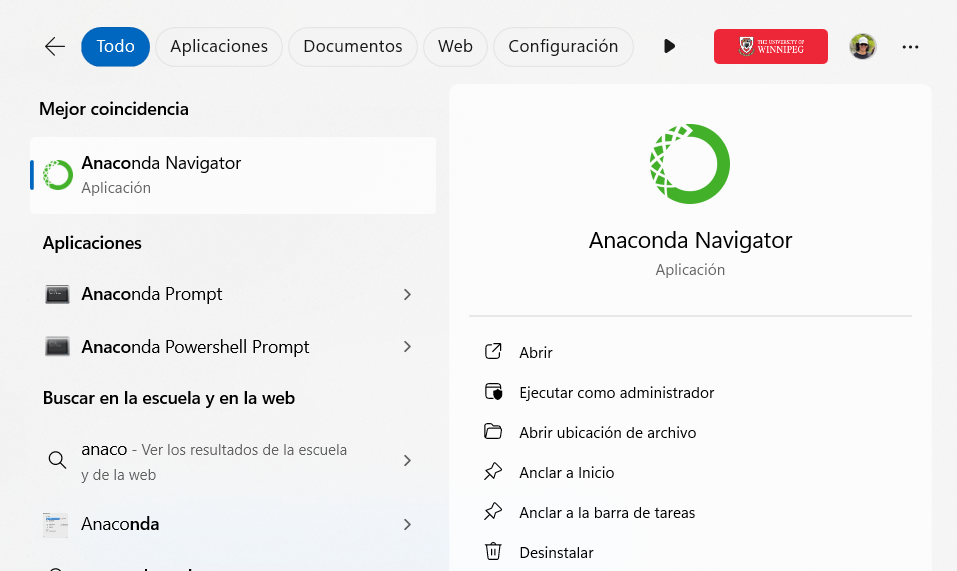 Todo
Aplicaciones
Documentos
Web
Configuración
THE UNIVERSITY OF
WINNIPEG
Mejor coincidencia
Anaconda Navigator
Aplicación
Aplicaciones
Anaconda Prompt
Anaconda Powershell Prompt
Buscar en la escuela y en la web
anaco - Ver los resultados de la escuela
y de la web
Anaconda
Anaconda Navigator
Aplicación
Abrir
Ejecutar como administrador
Abrir ubicación de archivo
Anclar a Inicio
Anclar a la barra de tareas
Desinstalar